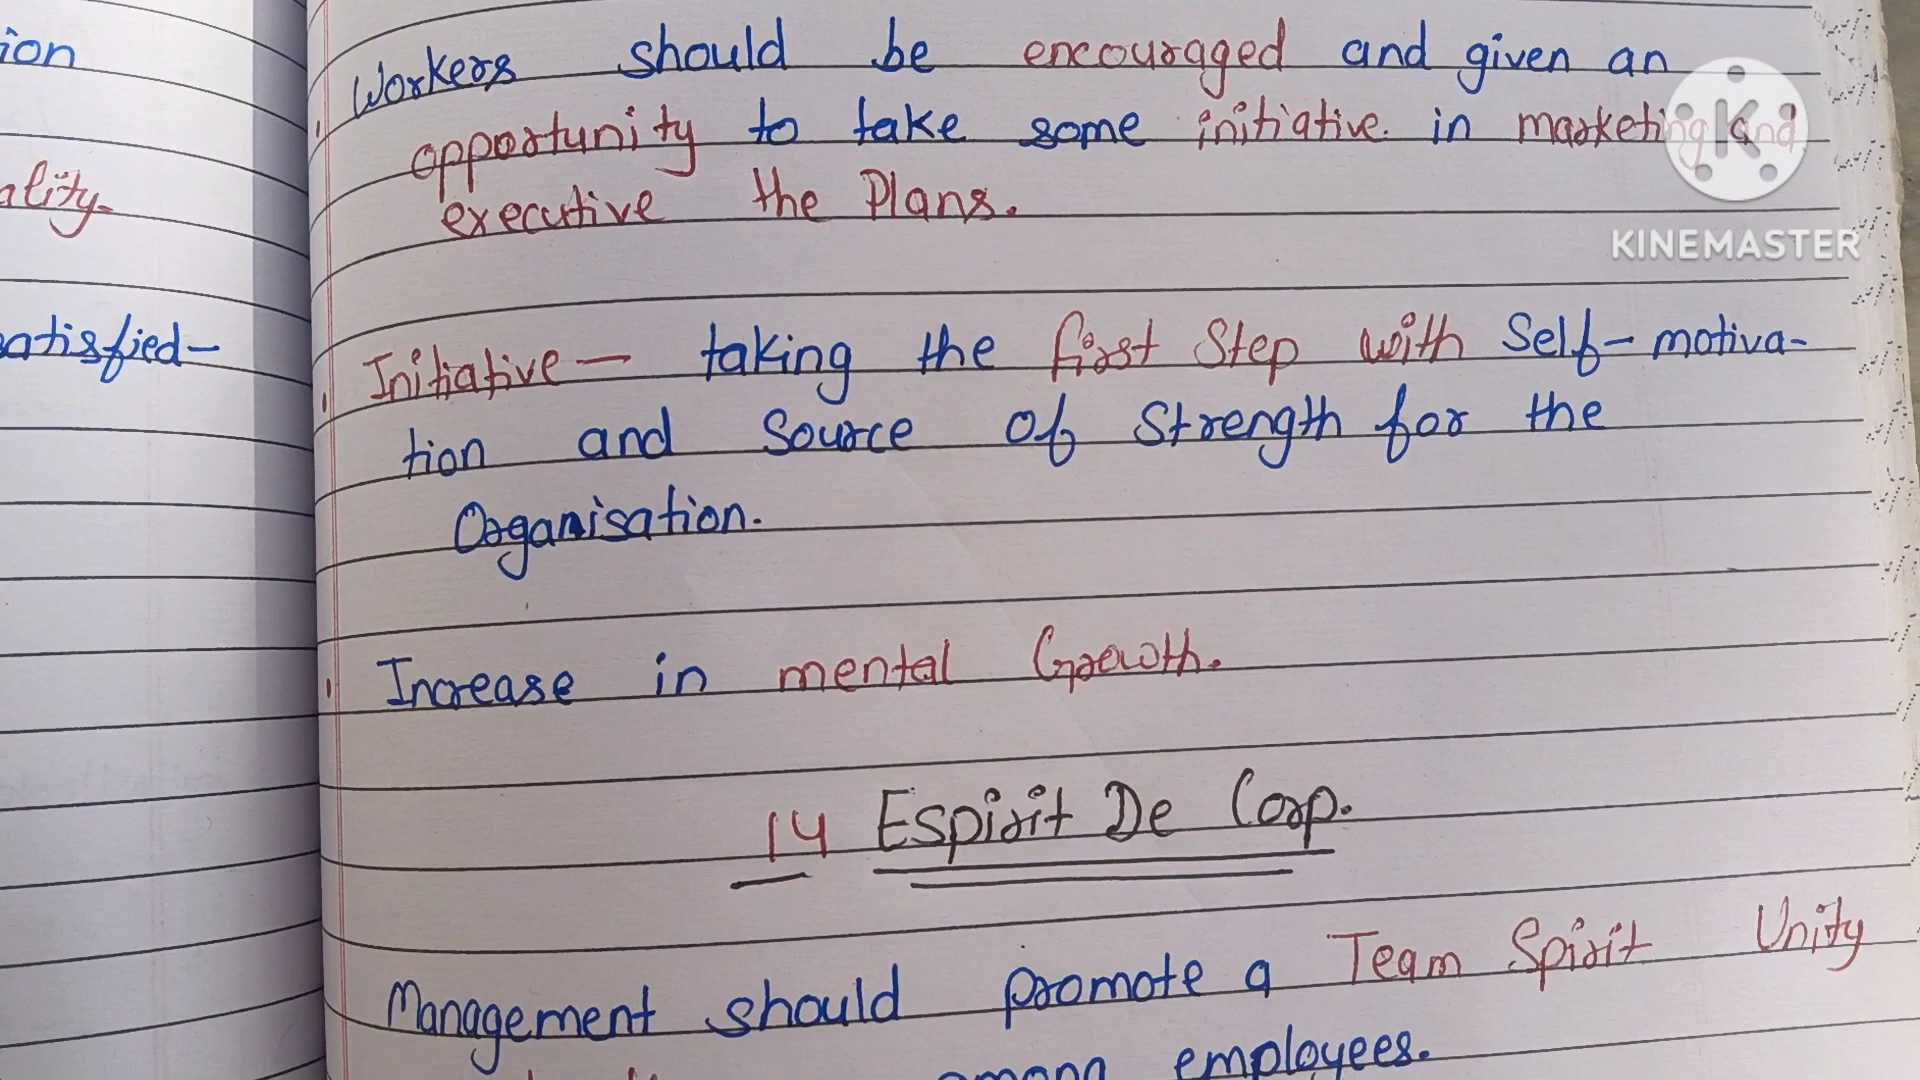 ion
ality.
satisfied-
Workers should be encouraged and given an
opportunity to take some initiative in marketing and
executive the Plans.
Initiative - taking the first Step with Self-motiva-
tion and Source of Strength for the
Organisation.
Increase in mental Growth.
14 Espirit De Corp.
Management should promote a Team Spirit Unity
among employees.
KINEMASTER